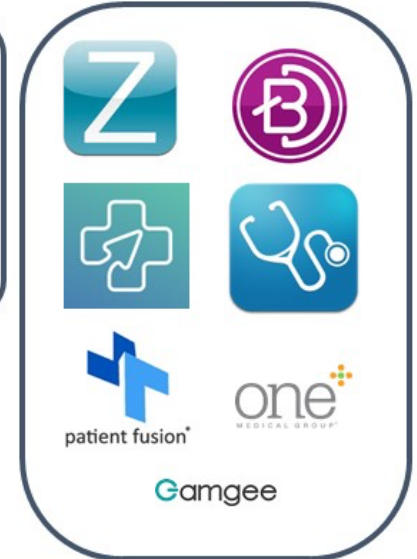 Z
B
patient fusion®
one
MEDICAL GROUP®
Gamgee